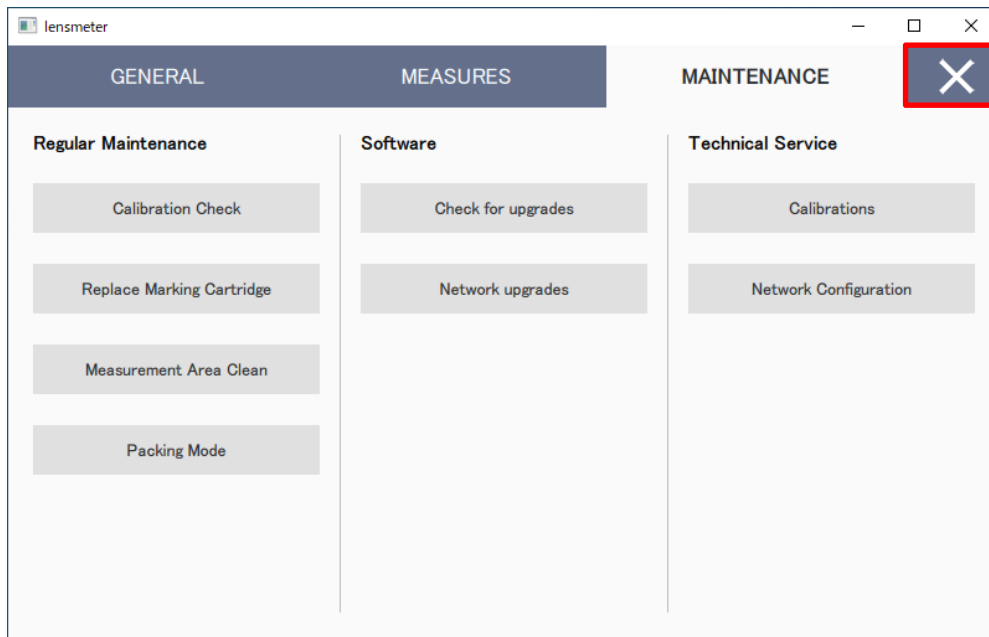 lensmeter
GENERAL
MEASURES
MAINTENANCE
Regular Maintenance
Calibration Check
Replace Marking Cartridge
Measurement Area Clean
Packing Mode
Software
Check for upgrades
Network upgrades
Technical Service
Calibrations
Network Configuration